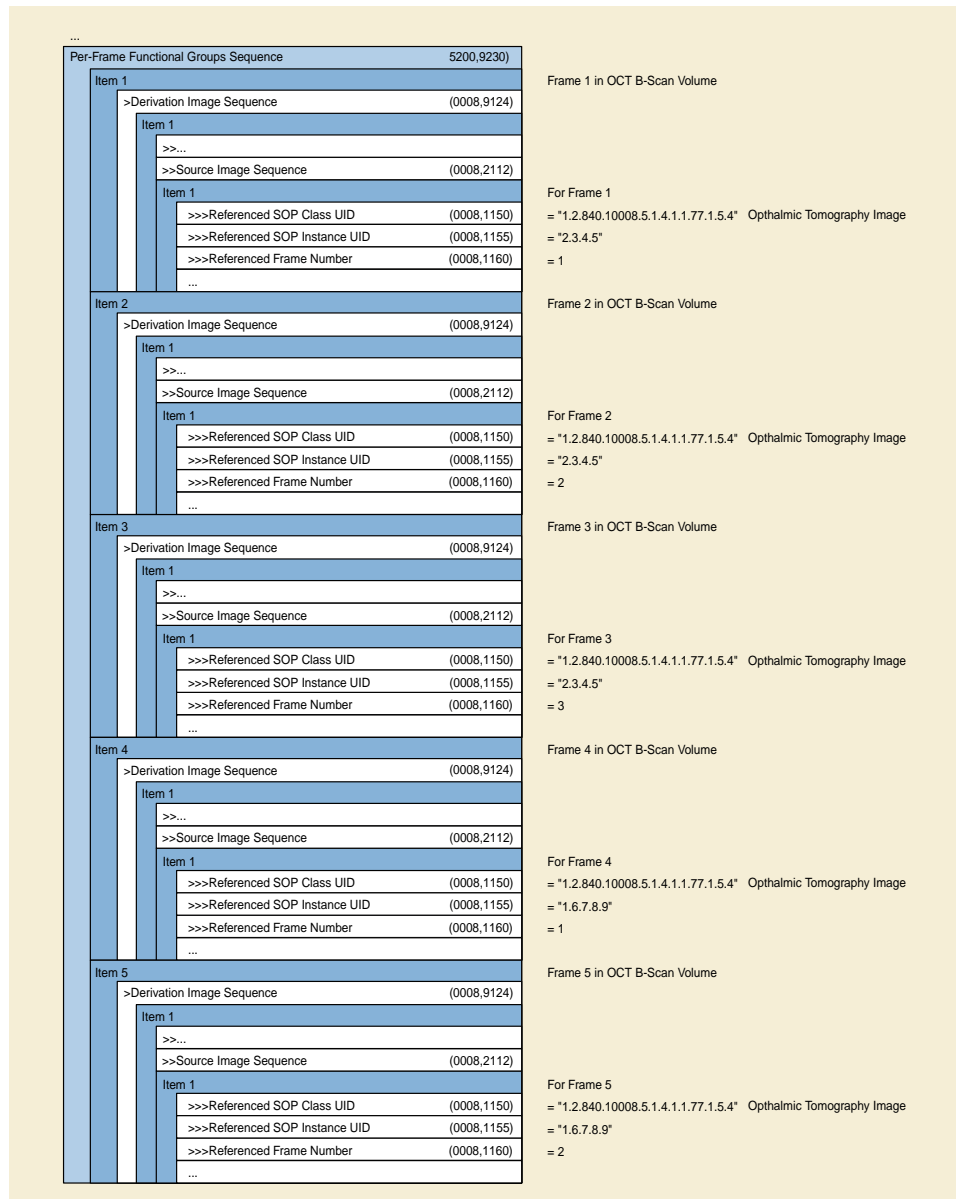 ...
Per-Frame Functional Groups Sequence 5200,9230)
Item 1 Frame 1 in OCT B-Scan Volume
>Derivation Image Sequence (0008,9124)
Item 1
>>...
>>Source Image Sequence (0008,2112)
Item 1 For Frame 1
>>>Referenced SOP Class UID (0008,1150) = "1.2.840.10008.5.1.4.1.1.77.1.5.4" Opthalmic Tomography Image
>>>Referenced SOP Instance UID (0008,1155) = "2.3.4.5"
>>>Referenced Frame Number (0008,1160) = 1
...
Item 2 Frame 2 in OCT B-Scan Volume
>Derivation Image Sequence (0008,9124)
Item 1
>>...
>>Source Image Sequence (0008,2112)
Item 1 For Frame 2
>>>Referenced SOP Class UID (0008,1150) = "1.2.840.10008.5.1.4.1.1.77.1.5.4" Opthalmic Tomography Image
>>>Referenced SOP Instance UID (0008,1155) = "2.3.4.5"
>>>Referenced Frame Number (0008,1160) = 2
...
Item 3 Frame 3 in OCT B-Scan Volume
>Derivation Image Sequence (0008,9124)
Item 1
>>...
>>Source Image Sequence (0008,2112)
Item 1 For Frame 3
>>>Referenced SOP Class UID (0008,1150) = "1.2.840.10008.5.1.4.1.1.77.1.5.4" Opthalmic Tomography Image
>>>Referenced SOP Instance UID (0008,1155) = "2.3.4.5"
>>>Referenced Frame Number (0008,1160) = 3
...
Item 4 Frame 4 in OCT B-Scan Volume
>Derivation Image Sequence (0008,9124)
Item 1
>>...
>>Source Image Sequence (0008,2112)
Item 1 For Frame 4
>>>Referenced SOP Class UID (0008,1150) = "1.2.840.10008.5.1.4.1.1.77.1.5.4" Opthalmic Tomography Image
>>>Referenced SOP Instance UID (0008,1155) = "1.6.7.8.9"
>>>Referenced Frame Number (0008,1160) = 1
...
Item 5 Frame 5 in OCT B-Scan Volume
>Derivation Image Sequence (0008,9124)
Item 1
>>...
>>Source Image Sequence (0008,2112)
Item 1 For Frame 5
>>>Referenced SOP Class UID (0008,1150) = "1.2.840.10008.5.1.4.1.1.77.1.5.4" Opthalmic Tomography Image
>>>Referenced SOP Instance UID (0008,1155) = "1.6.7.8.9"
>>>Referenced Frame Number (0008,1160) = 2
...